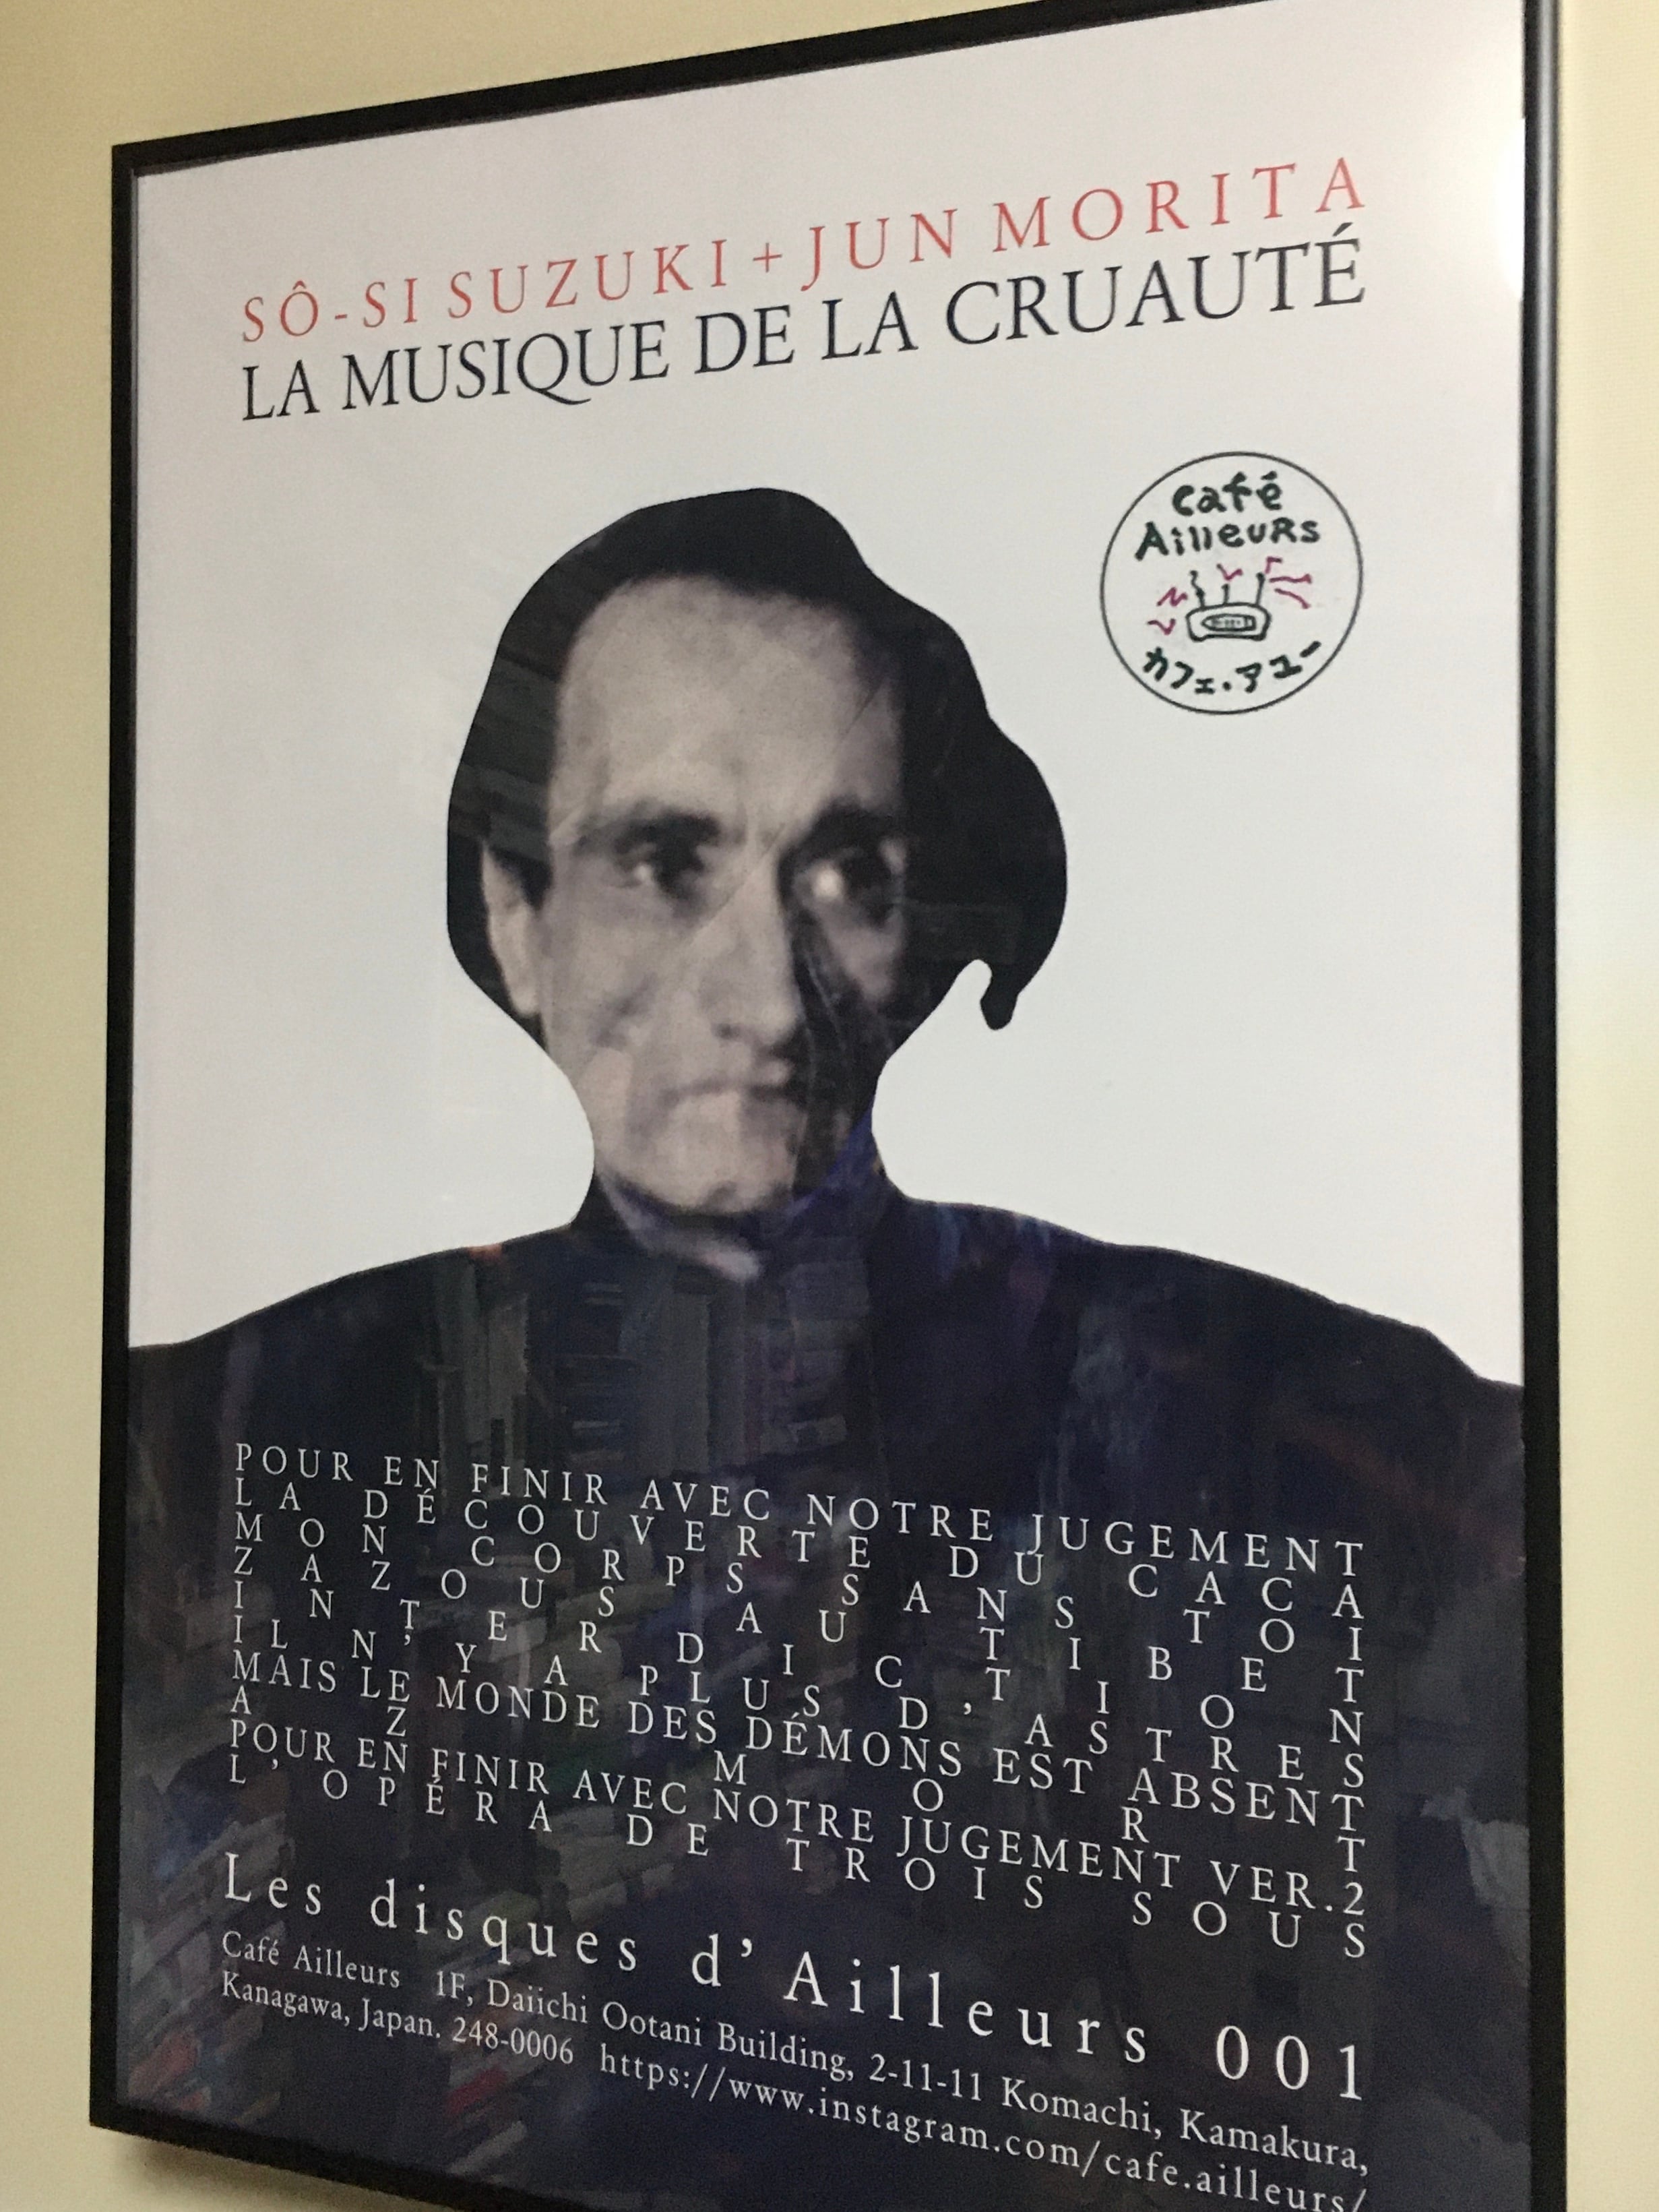 SÔ-SI SUZUKI + JUN MORITA
LA MUSIQUE DE LA CRUAUTÉ
Café
AilleuRs
カフェ・アユー
POUR EN FINIR AVEC NOTRE JUGEMENT
LA DÉCOUVERTE DU CACA
MON CORPS SANS TOI
ZAZOUS AU TIBET
INTERDICTION
IL N'Y A PLUS D'ASTRES
MAIS LE MONDE DES DÉMONS EST ABSENT
AZ MORT
POUR EN FINIR AVEC NOTRE JUGEMENT VER.2
L'OPÉRA DE TROIS SOUS
Les disques d'Ailleurs 001
Café Ailleurs 1F, Daiichi Ootani Building, 2-11-11 Komachi, Kamakura,
Kanagawa, Japan. 248-0006 https://www.instagram.com/cafe.ailleurs/